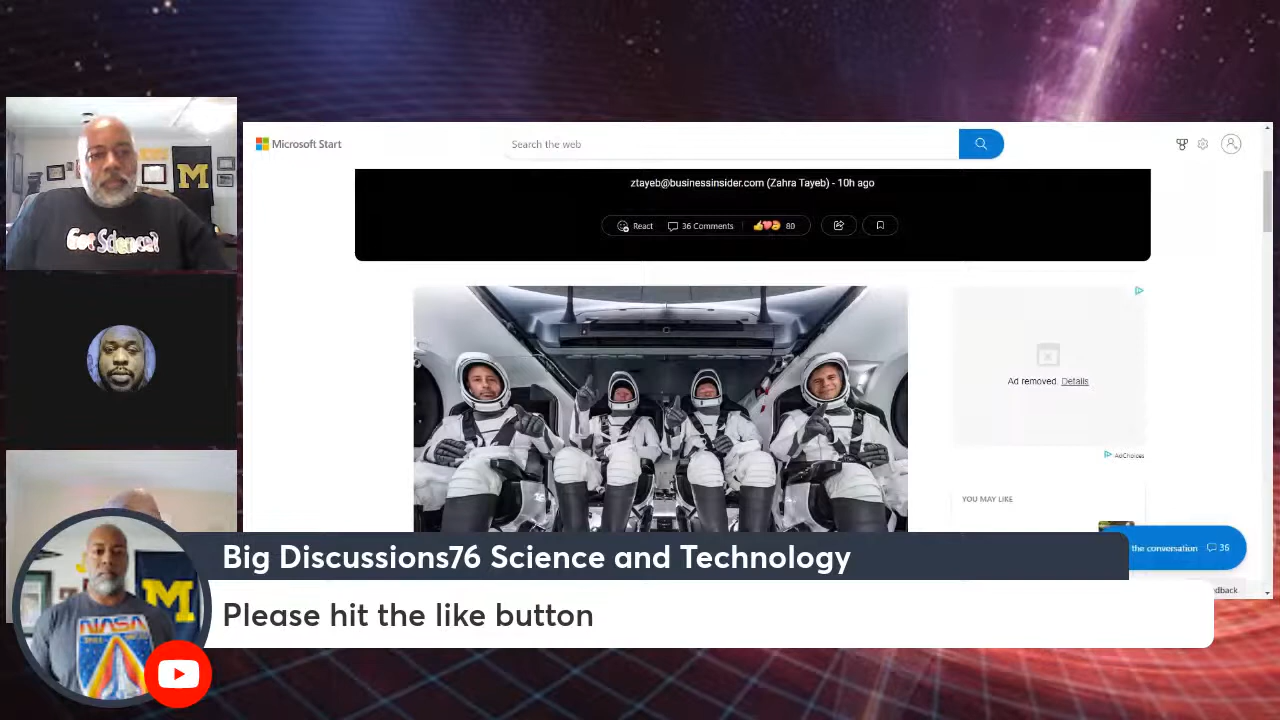 Microsoft Start
Search the web
ztayeb@businessinsider.com (Zahra Tayeb) - 10h ago
React
36 Comments
80
Got Science?
M
Ad removed. Details
AdChoices
YOU MAY LIKE
the conversation
36
Big Discussions76 Science and Technology
Please hit the like button
M
NASA